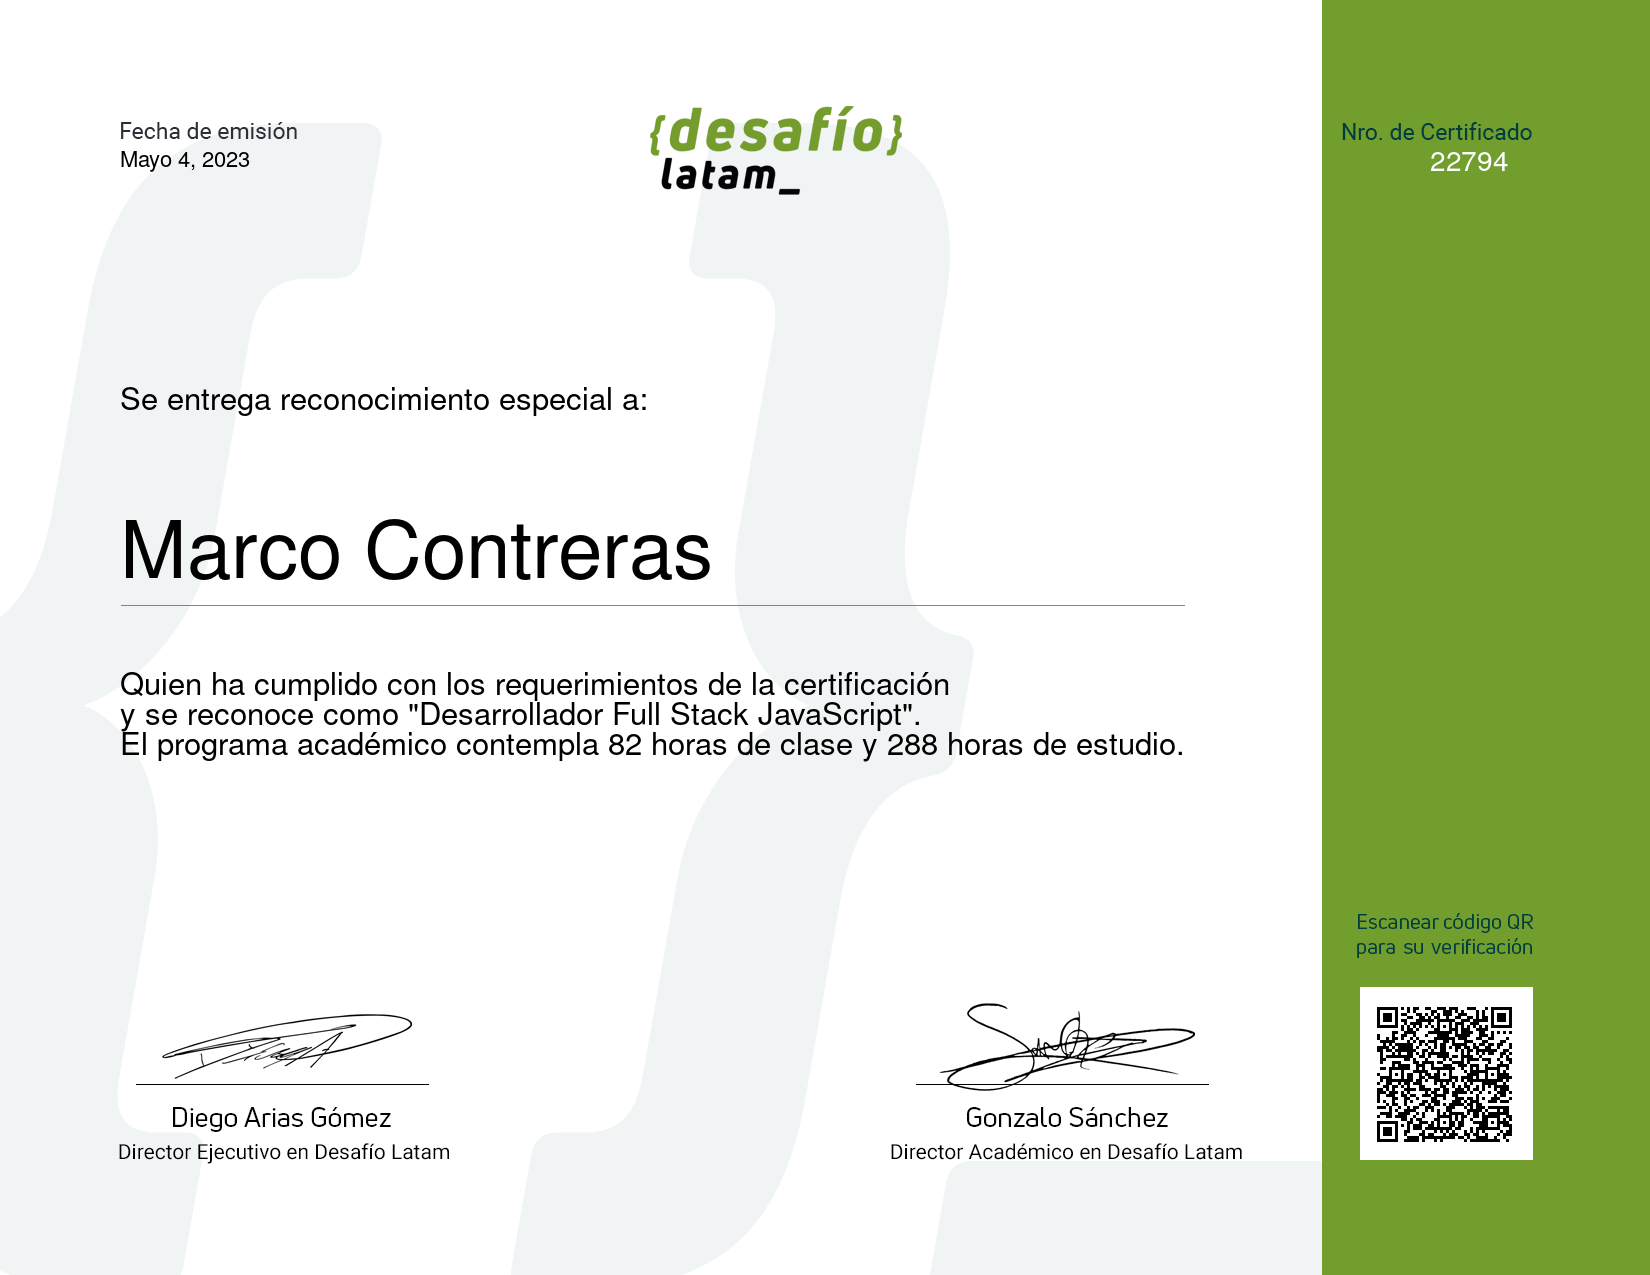 Fecha de emisión
Mayo 4, 2023
{desafío}
latam_
Nro. de Certificado
22794
Se entrega reconocimiento especial a:
Marco Contreras
Quien ha cumplido con los requerimientos de la certificación
y se reconoce como "Desarrollador Full Stack JavaScript".
El programa académico contempla 82 horas de clase y 288 horas de estudio.
Escanear código QR
para su verificación
Diego Arias Gómez
Director Ejecutivo en Desafío Latam
Gonzalo Sánchez
Director Académico en Desafío Latam